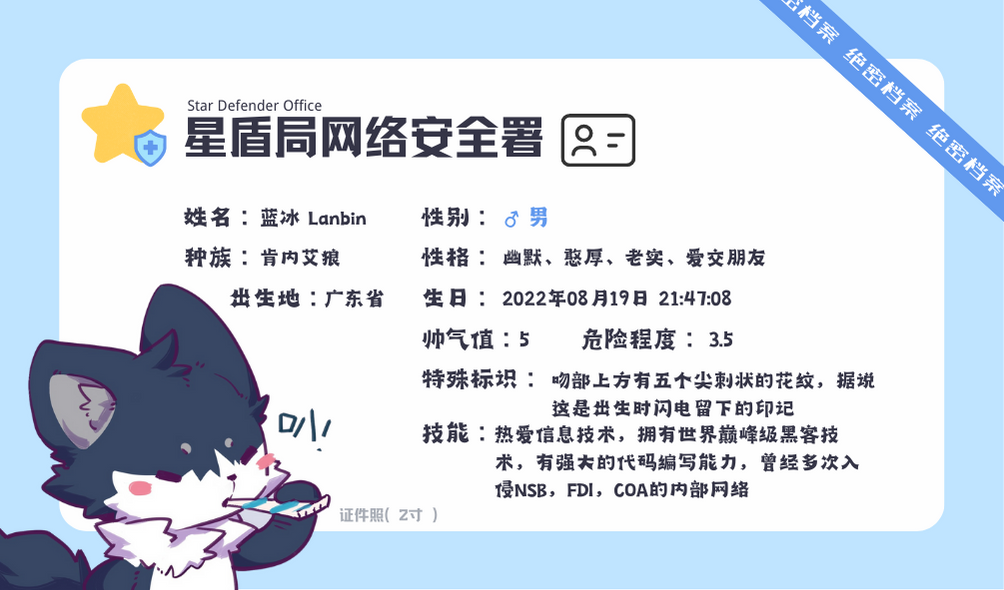 绝密档案 绝密档案 绝密档案
Star Defender Office
星盾局网络安全署
姓名：蓝冰 Lanbin 性别：♂ 男
种族：肯内艾狼 性格：幽默、憨厚、老实、爱交朋友
出生地：广东省 生日：2022年08月19日 21:47:08
帅气值：5 危险程度：3.5
特殊标识：吻部上方有五个尖刺状的花纹，据说
这是出生时闪电留下的印记
技能：热爱信息技术，拥有世界巅峰级黑客技
术，有强大的代码编写能力，曾经多次入
侵NSB，FDI，COA的内部网络
叼！
证件照( 2寸 )